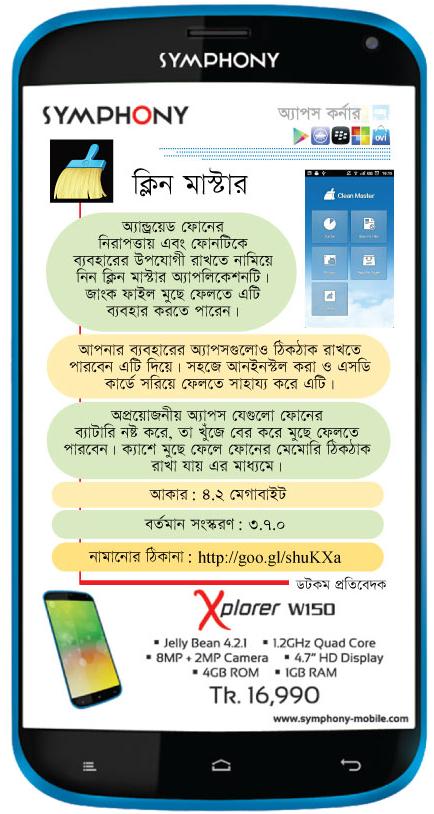 SYMPHONY
SYMPHONY
অ্যাপস কর্নার
ovi
ক্লিন মাস্টার
Clean Master
অ্যান্ড্রয়েড ফোনের
নিরাপত্তায় এবং ফোনটিকে
ব্যবহারের উপযোগী রাখতে নামিয়ে
নিন ক্লিন মাস্টার অ্যাপলিকেশনটি।
জাংক ফাইল মুছে ফেলতে এটি
ব্যবহার করতে পারেন।
আপনার ব্যবহারের অ্যাপসগুলোও ঠিকঠাক রাখতে
পারবেন এটি দিয়ে। সহজে আনইনস্টল করা ও এসডি
কার্ডে সরিয়ে ফেলতে সাহায্য করে এটি।
অপ্রয়োজনীয় অ্যাপস যেগুলো ফোনের
ব্যাটারি নষ্ট করে, তা খুঁজে বের করে মুছে ফেলতে
পারবেন। ক্যাশে মুছে ফেলে ফোনের মেমোরি ঠিকঠাক
রাখা যায় এর মাধ্যমে।
আকার : ৪.২ মেগাবাইট
বর্তমান সংস্করণ : ৩.৭.০
নামানোর ঠিকানা : http://goo.gl/shuKXa
ডটকম প্রতিবেদক
Xplorer W150
▪ Jelly Bean 4.2.1 ▪ 1.2GHz Quad Core
▪ 8MP + 2MP Camera ▪ 4.7" HD Display
▪ 4GB ROM ▪ 1GB RAM
Tk. 16,990
www.symphony-mobile.com